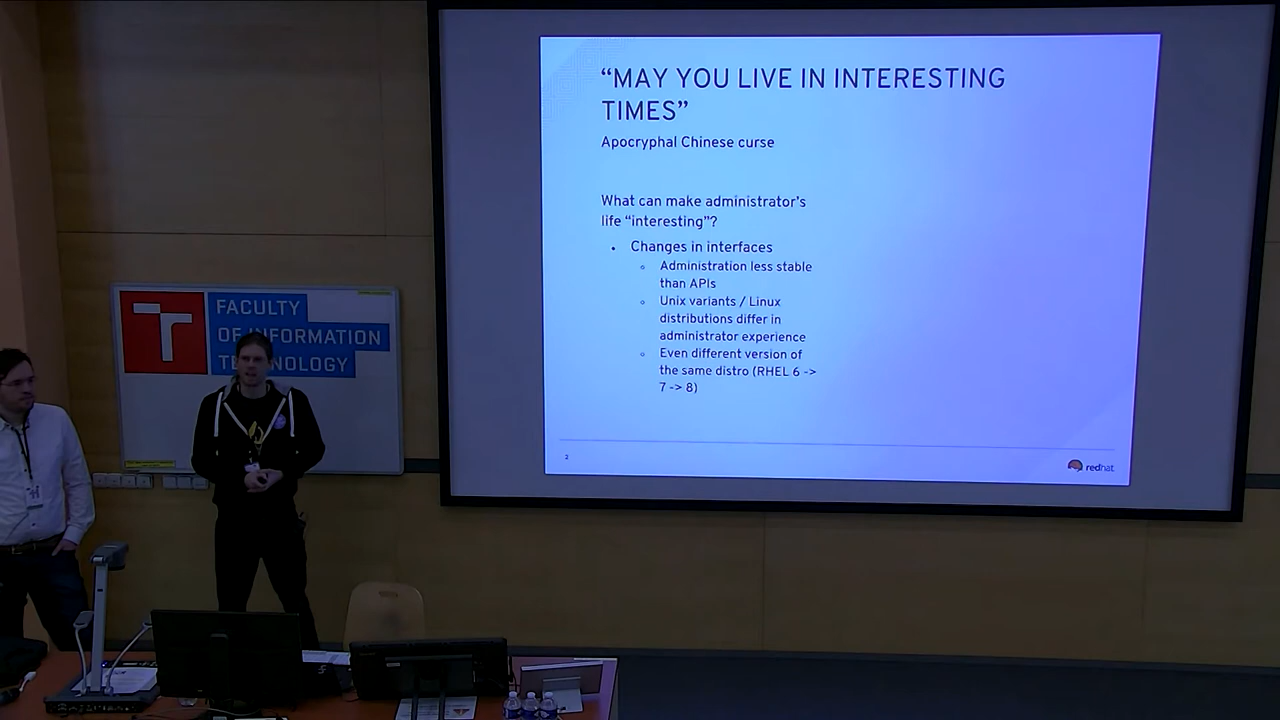 “MAY YOU LIVE IN INTERESTING
TIMES”
Apocryphal Chinese curse
What can make administrator’s
life “interesting”?
• Changes in interfaces
○ Administration less stable
than APIs
○ Unix variants / Linux
distributions differ in
administrator experience
○ Even different version of
the same distro (RHEL 6 ->
7 -> 8)
2
redhat
FACULTY
OF INFORMATION
TECHNOLOGY